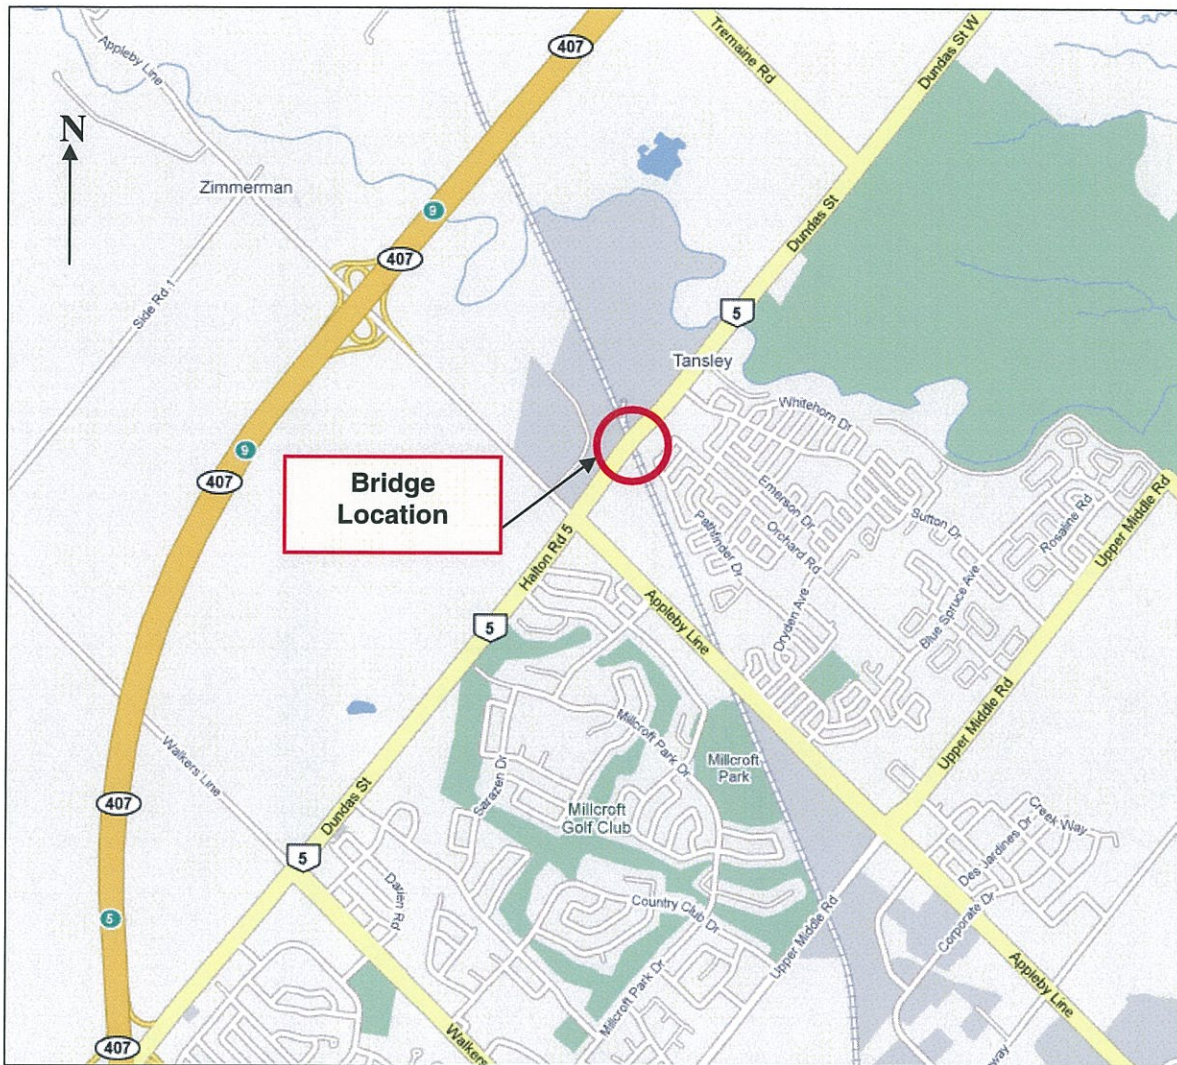 407
Tremaine Rd
Dundas St W
Appleby Line
N
Zimmerman
9
407
Dundas St
Side Rd 1
5
Tansley
Whitehorn Dr
9
407
Bridge
Location
Emerson Dr
Sutton Dr
Rosaline Rd
Upper Middle Rd
Orchard Rd
Pathfinder Dr
Halton Rd 5
Appleby Line
Dryden Ave
Blue Spruce Ave
5
Upper Middle Rd
Millcroft Park Dr
Millcroft
Park
Walkers Line
Sarazen Dr
407
Dundas St
Millcroft
Golf Club
Creek Way
Des Jardines Dr
5
Darien Rd
Country Club Dr
Upper Middle Rd
Corporate Dr
5
Millcroft Park Dr
Appleby Line
407
Walkers
way